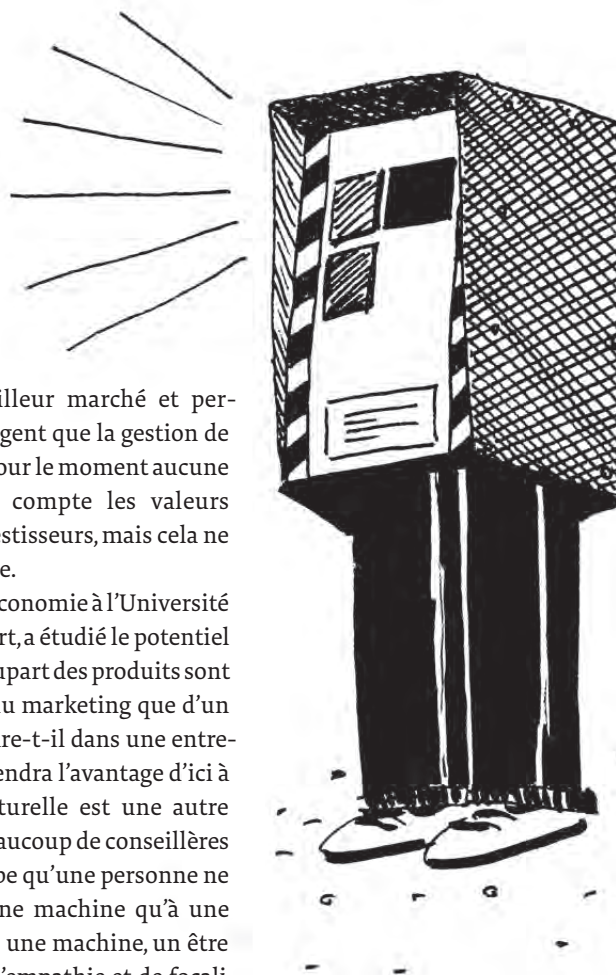 illeur marché et per-
gent que la gestion de
our le moment aucune
compte les valeurs
estisseurs, mais cela ne
e.
conomie à l'Université
rt, a étudié le potentiel
upart des produits sont
u marketing que d'un
re-t-il dans une entre-
endra l'avantage d'ici à
turelle est une autre
aucoup de conseillères
pe qu'une personne ne
ne machine qu'à une
une machine, un être
'empathie et de focali-